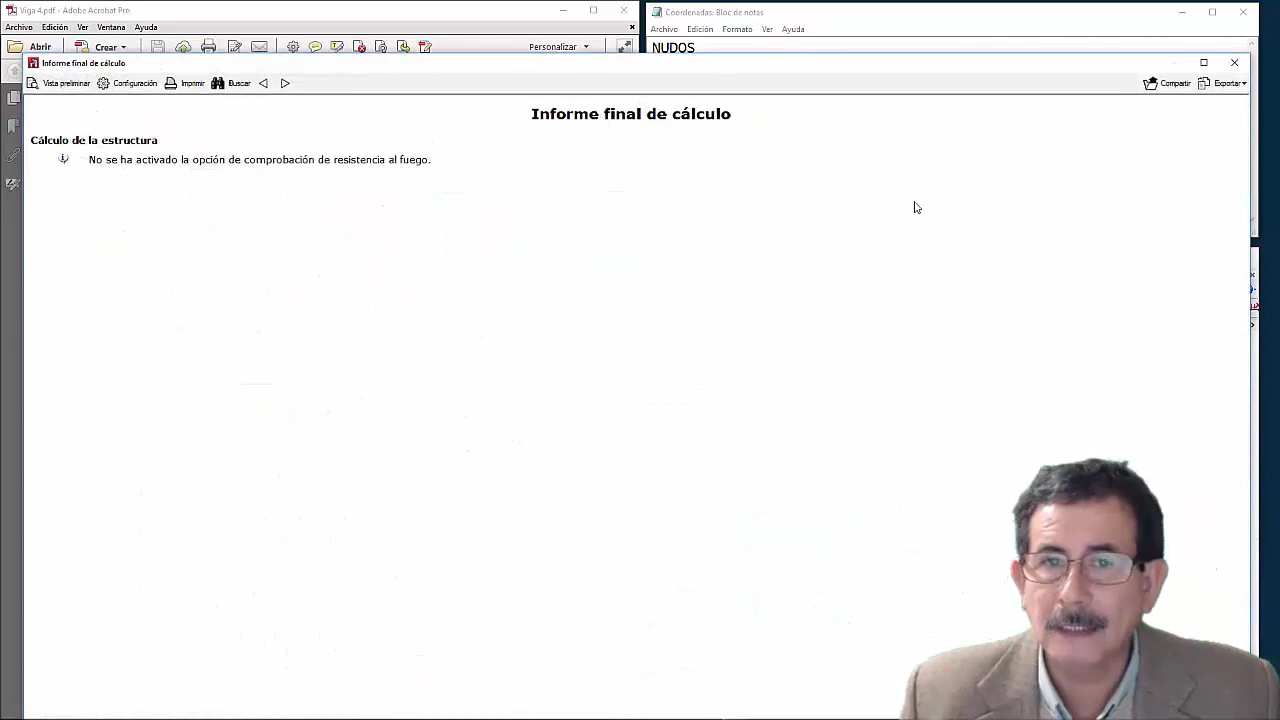 Viga 4.pdf - Adobe Acrobat Pro
Archivo Edición Ver Ventana Ayuda
Abrir Crear Personalizar
Coordenadas: Bloc de notas
Archivo Edición Formato Ver Ayuda
NUDOS
Informe final de cálculo
Vista preliminar Configuración Imprimir Buscar Compartir Exportar
Informe final de cálculo
Cálculo de la estructura
No se ha activado la opción de comprobación de resistencia al fuego.